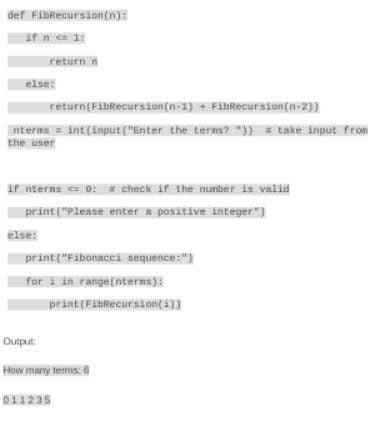 def FibRecursion(n):
   if n <= 1:
       return n
   else:
       return(FibRecursion(n-1) + FibRecursion(n-2))
 nterms = int(input("Enter the terms? "))  # take input from
the user
if nterms <= 0:  # check if the number is valid
   print("Please enter a positive integer")
else:
   print("Fibonacci sequence:")
   for i in range(nterms):
       print(FibRecursion(i))
Output:
How many terms: 6
0 1 1 2 3 5